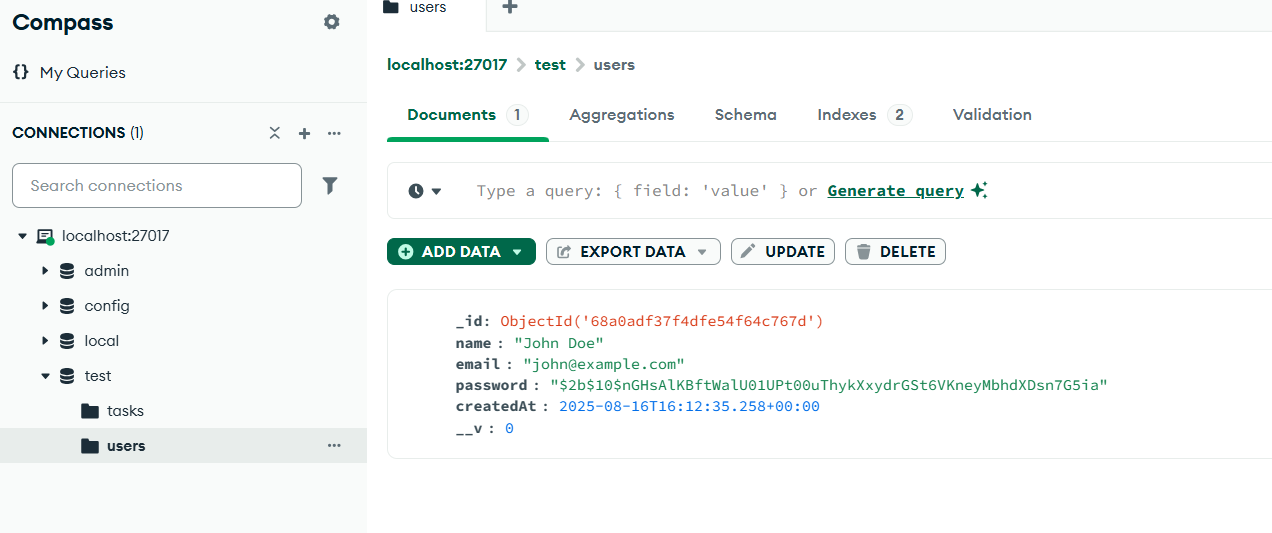 Compass
My Queries
CONNECTIONS (1)
Search connections
localhost:27017
admin
config
local
test
tasks
users
users
localhost:27017 > test > users
Documents 1 Aggregations Schema Indexes 2 Validation
Type a query: { field: 'value' } or Generate query
ADD DATA EXPORT DATA UPDATE DELETE
_id: ObjectId('68a0adf37f4dfe54f64c767d')
name : "John Doe"
email : "john@example.com"
password : "$2b$10$nGHsAlKBftWalU01UPt00uThykXxydrGSt6VKneyMbhdXDsn7G5ia"
createdAt : 2025-08-16T16:12:35.258+00:00
__v : 0